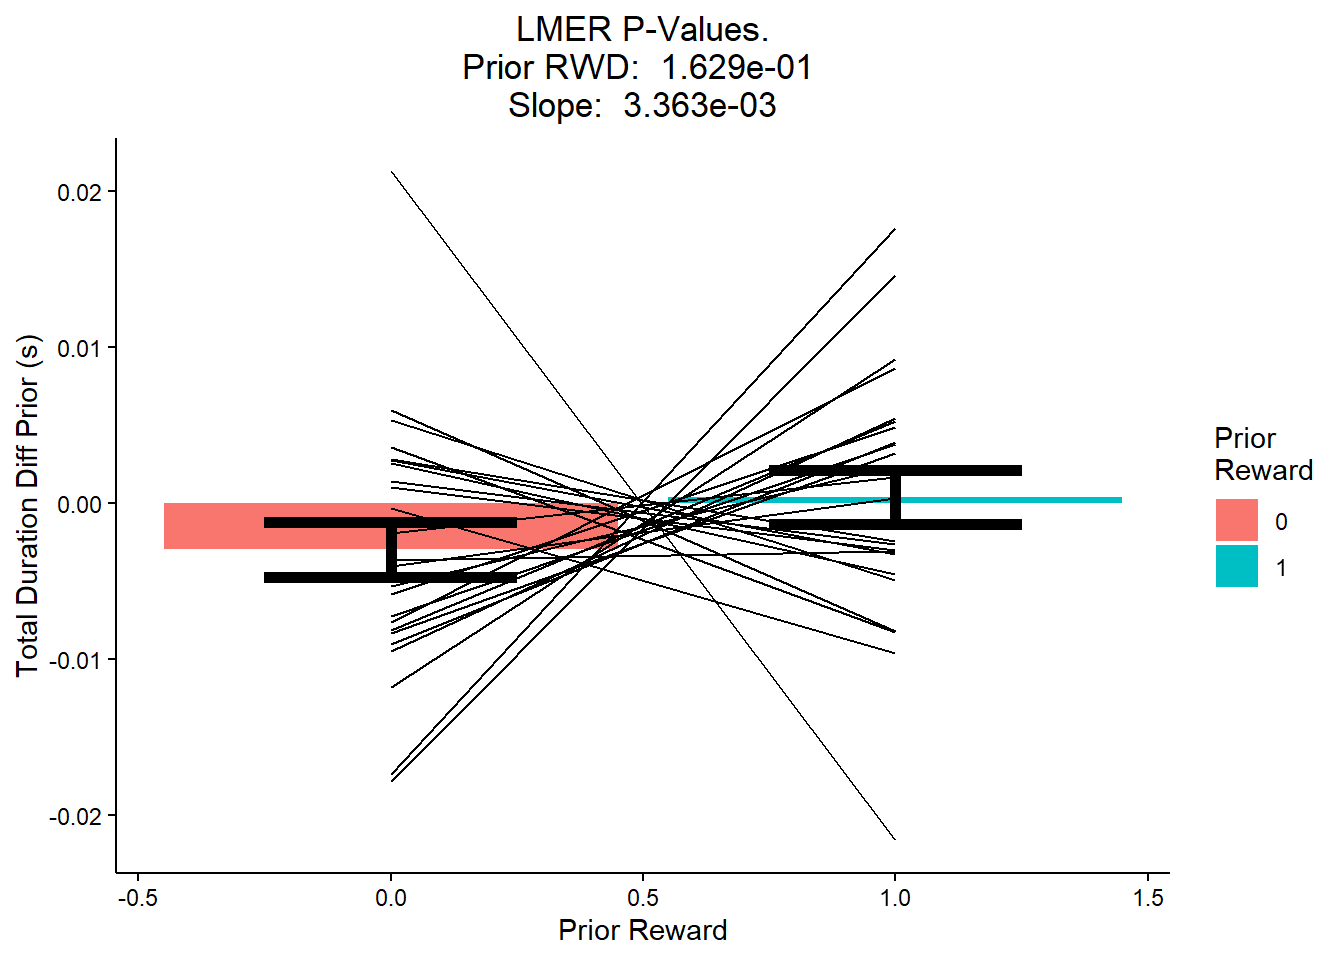 LMER P-Values.
Prior RWD:  1.629e-01
Slope:  3.363e-03
Total Duration Diff Prior (s)
0.02
0.01
0.00
-0.01
-0.02
-0.5
0.0
0.5
1.0
1.5
Prior Reward
Prior
Reward
0
1